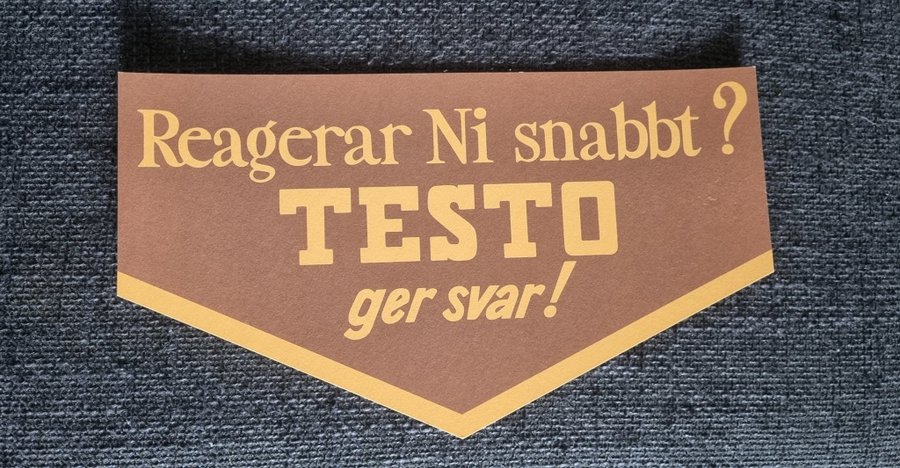 Reagerar Ni snabbt?
TESTO
ger svar!